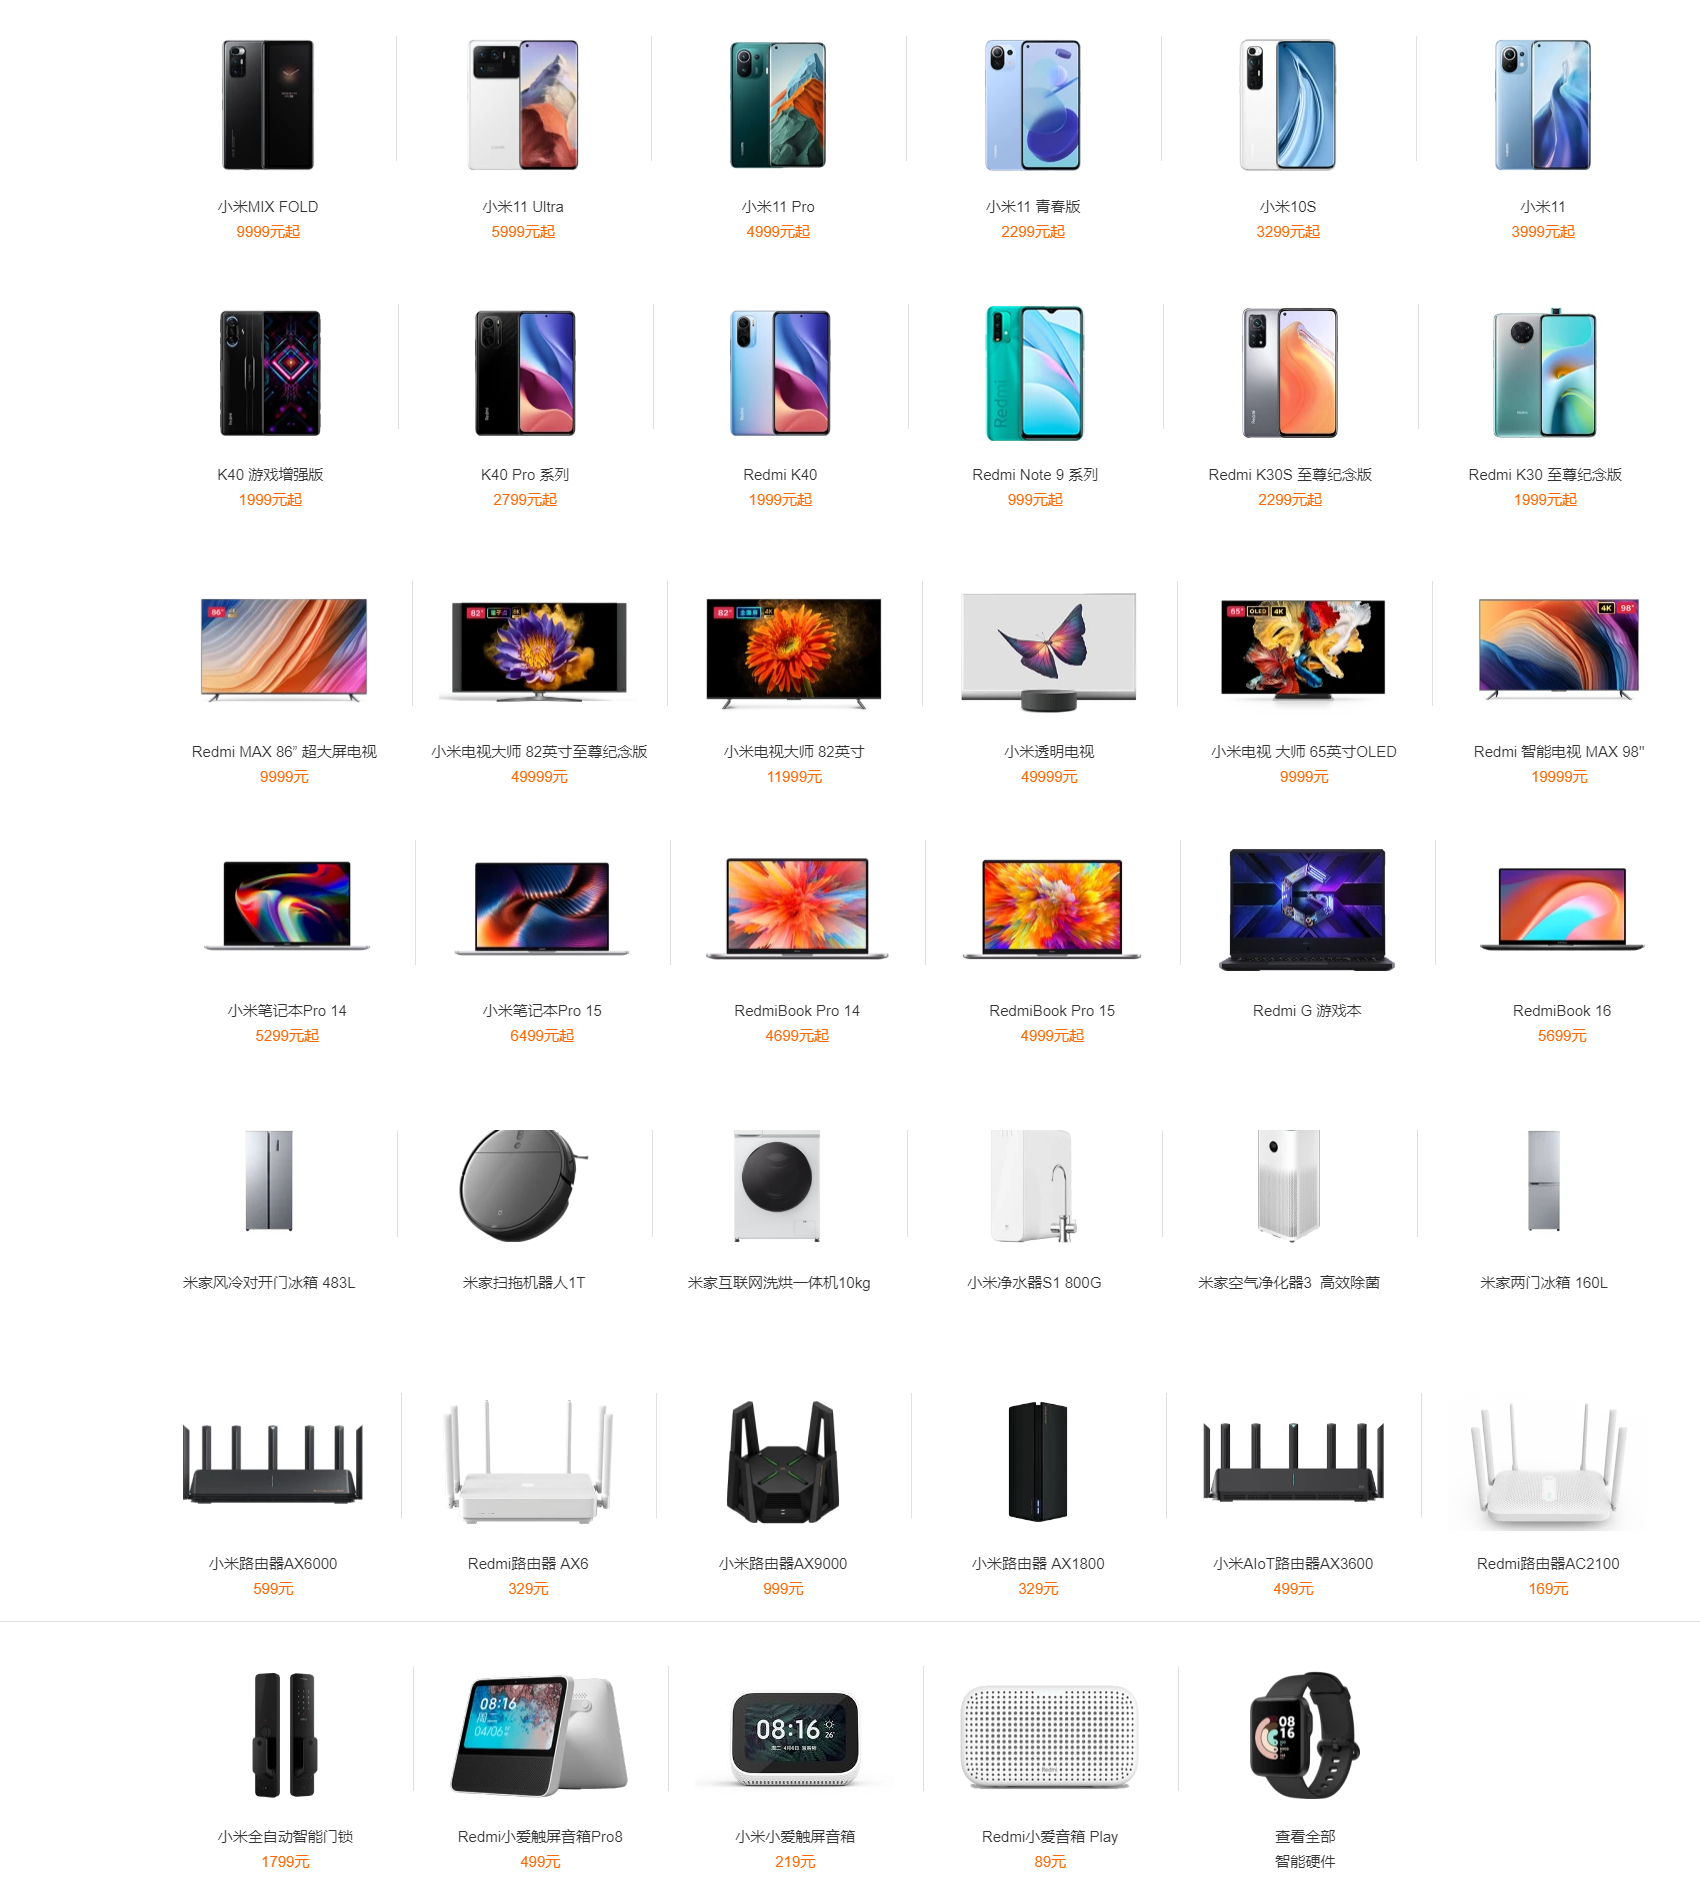 小米MIX FOLD
9999元起
小米11 Ultra
5999元起
小米11 Pro
4999元起
小米11 青春版
2299元起
小米10S
3299元起
小米11
3999元起
K40 游戏增强版
1999元起
K40 Pro 系列
2799元起
Redmi K40
1999元起
Redmi
Redmi Note 9 系列
999元起
Redmi K30S 至尊纪念版
2299元起
Redmi K30 至尊纪念版
1999元起
86"
Redmi MAX 86” 超大屏电视
9999元
82"
小米电视大师 82英寸至尊纪念版
49999元
82" 全面屏 4K
小米电视大师 82英寸
11999元
小米透明电视
49999元
65" OLED 4K
小米电视 大师 65英寸OLED
9999元
4K 98"
Redmi 智能电视 MAX 98"
19999元
小米笔记本Pro 14
5299元起
小米笔记本Pro 15
6499元起
RedmiBook Pro 14
4699元起
RedmiBook Pro 15
4999元起
Redmi G 游戏本
RedmiBook 16
5699元
米家风冷对开门冰箱 483L
米家扫拖机器人1T
米家互联网洗烘一体机10kg
小米净水器S1 800G
米家空气净化器3 高效除菌
米家两门冰箱 160L
小米路由器AX6000
599元
Redmi路由器 AX6
329元
小米路由器AX9000
999元
小米路由器 AX1800
329元
小米AIoT路由器AX3600
499元
Redmi路由器AC2100
169元
小米全自动智能门锁
1799元
08:16
周二
04/06
Redmi小爱触屏音箱Pro8
499元
08:16
26°
小米小爱触屏音箱
219元
Redmi小爱音箱 Play
89元
08
16
查看全部
智能硬件